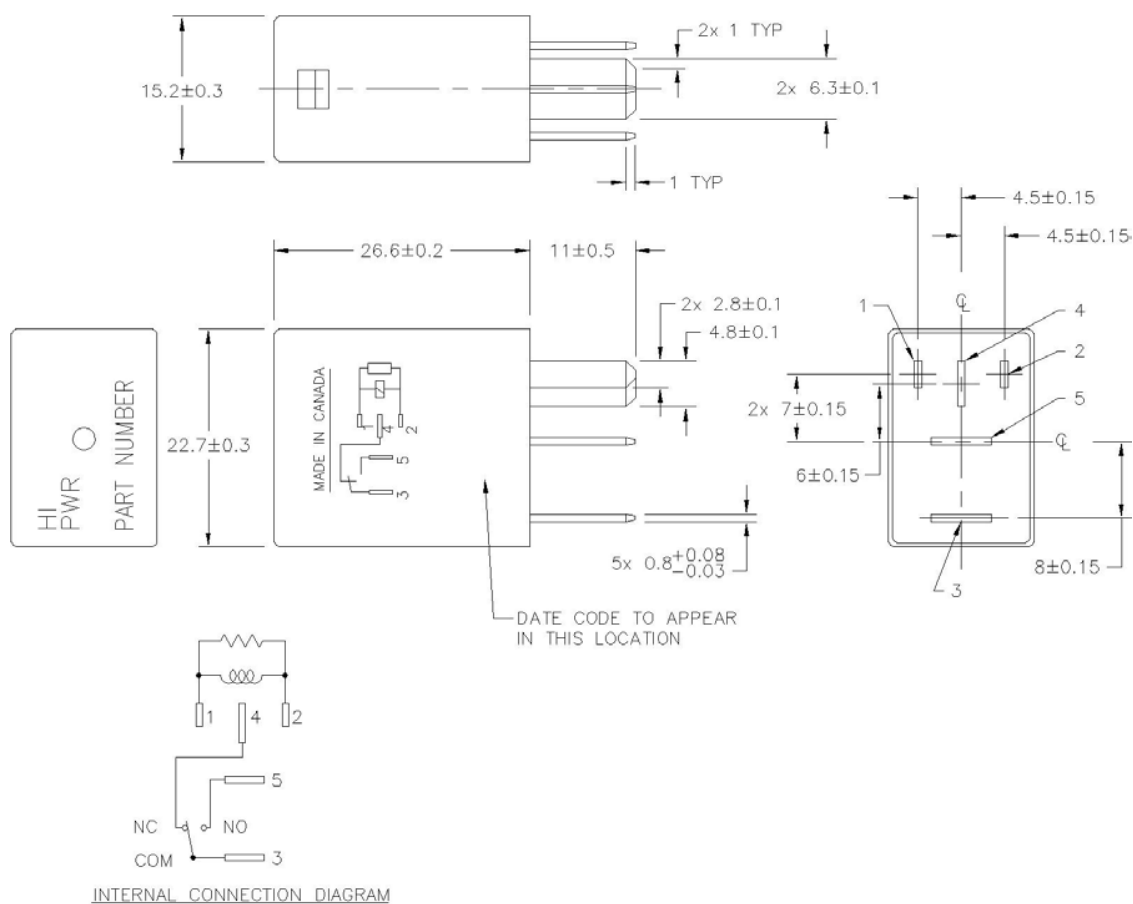 2x 1 TYP
15.2±0.3
2x 6.3±0.1
1 TYP
4.5±0.15
4.5±0.15
26.6±0.2
11±0.5
2x 2.8±0.1
4.8±0.1
1
℄
4
2
5
2x 7±0.15
℄
6±0.15
8±0.15
3
HI
PWR
PART NUMBER
22.7±0.3
MADE IN CANADA
1
4
2
5
3
5x 0.8+0.08
-0.03
DATE CODE TO APPEAR
IN THIS LOCATION
1
4
2
5
NC
NO
COM
3
INTERNAL CONNECTION DIAGRAM